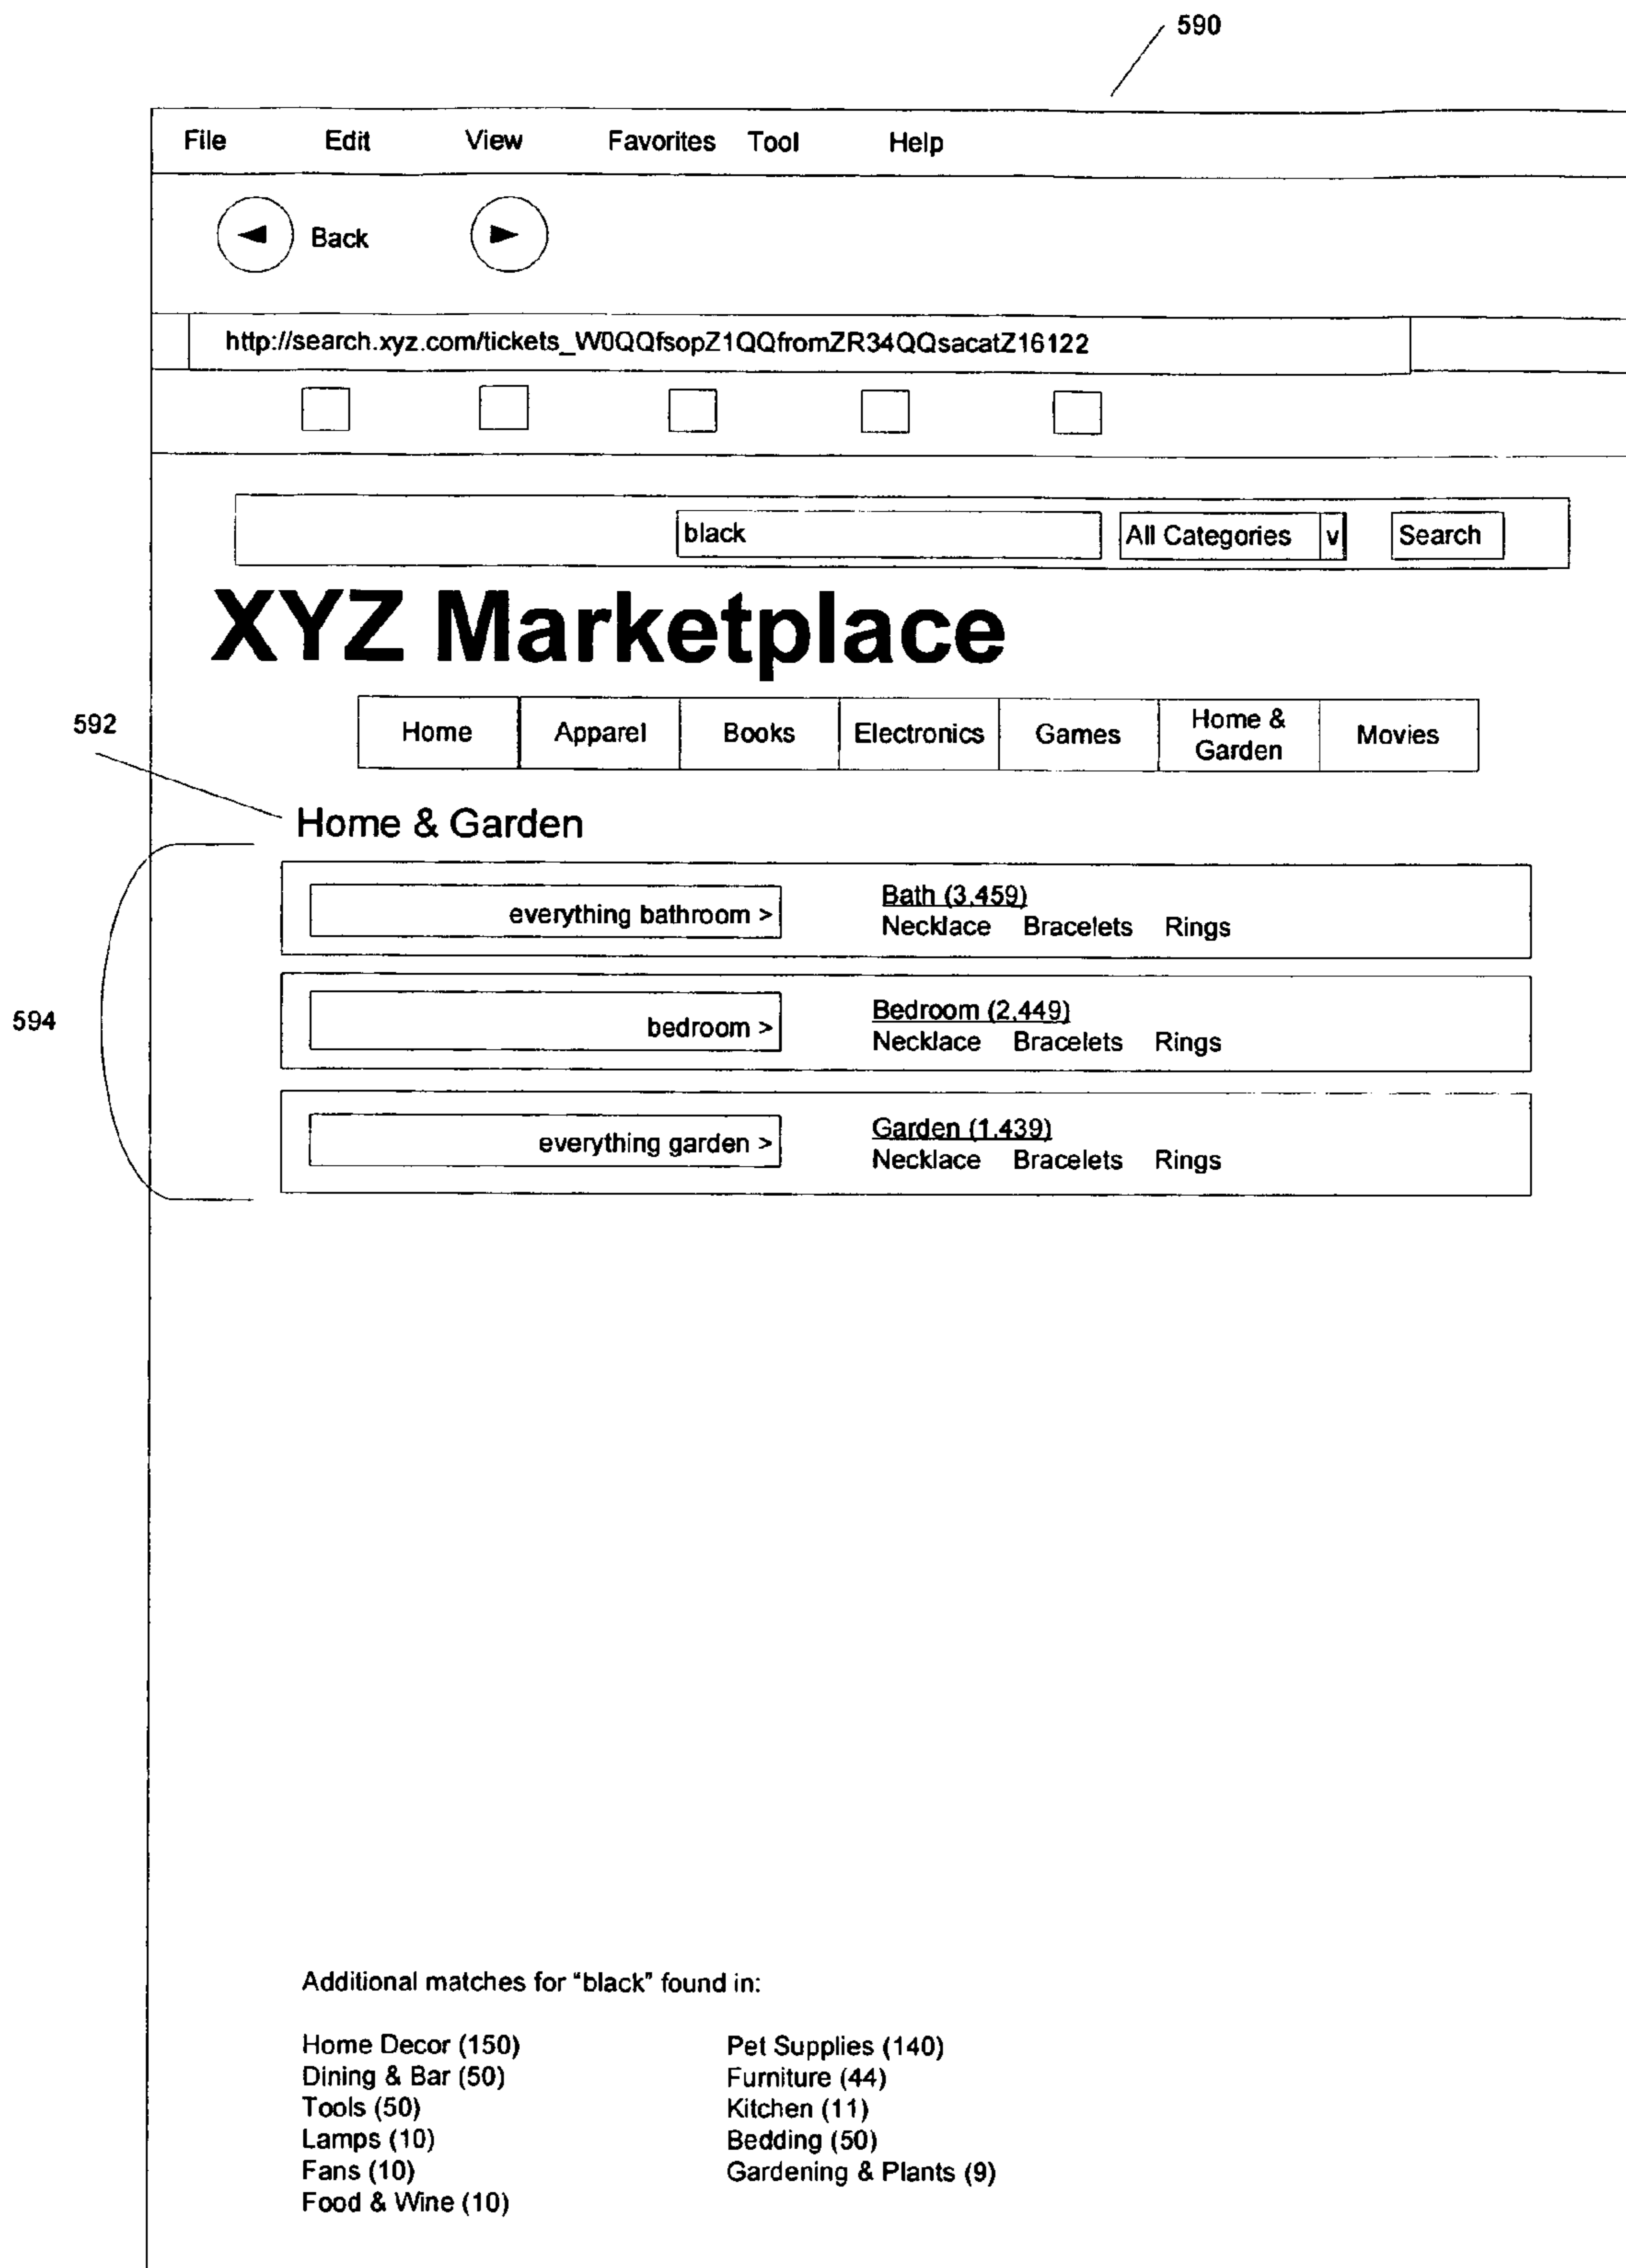 590
File Edit View Favorites Tool Help
Back
http://search.xyz.com/tickets_W0QQfsopZ1QQfromZR34QQsacatZ16122
black All Categories v Search
XYZ Marketplace
592
Home Apparel Books Electronics Games Home & Garden Movies
Home & Garden
everything bathroom > Bath (3,459)
Necklace Bracelets Rings
594
bedroom > Bedroom (2,449)
Necklace Bracelets Rings
everything garden > Garden (1,439)
Necklace Bracelets Rings
Additional matches for "black" found in:
Home Decor (150) Pet Supplies (140)
Dining & Bar (50) Furniture (44)
Tools (50) Kitchen (11)
Lamps (10) Bedding (50)
Fans (10) Gardening & Plants (9)
Food & Wine (10)